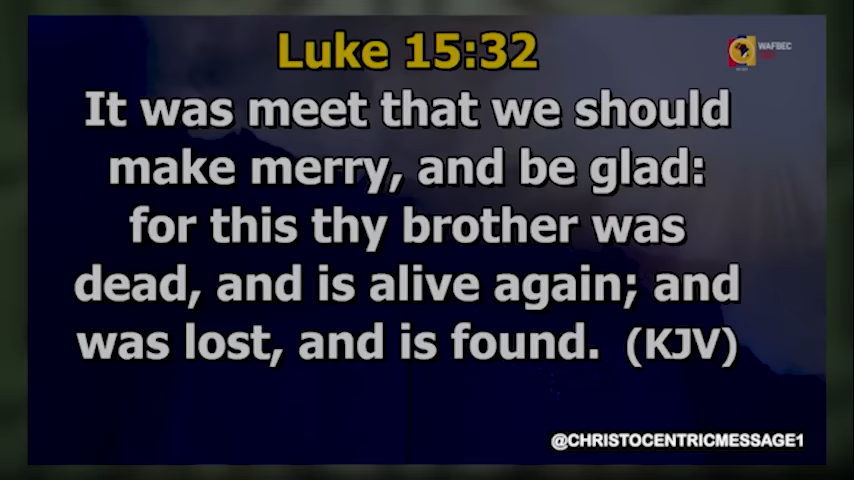 Luke 15:32
WAFBEC
It was meet that we should
make merry, and be glad:
for this thy brother was
dead, and is alive again; and
was lost, and is found. (KJV)
@CHRISTOCENTRICMESSAGE1